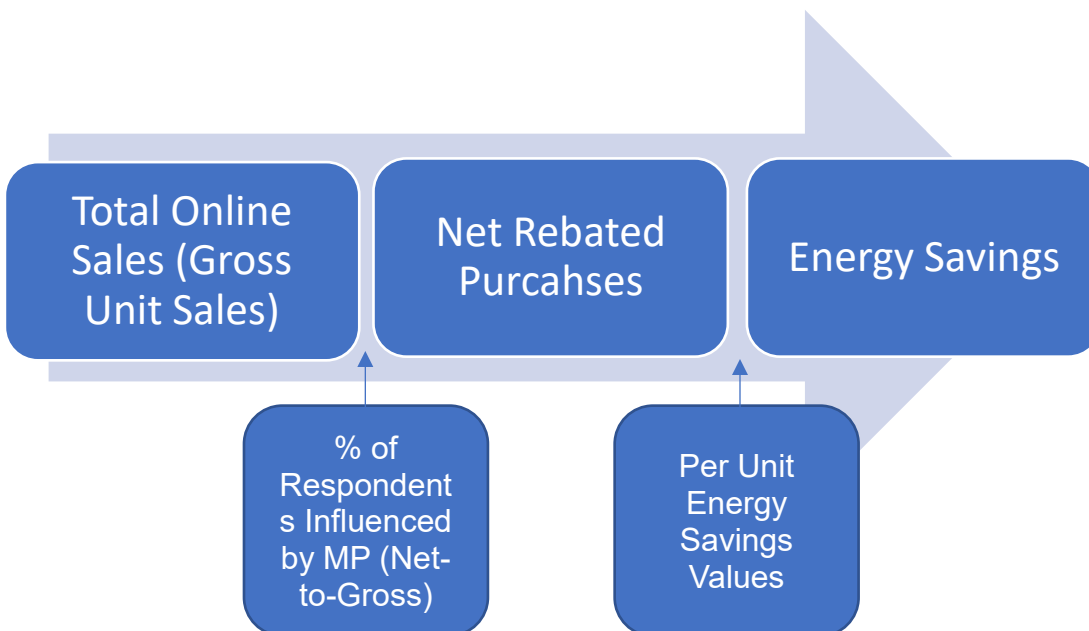 Total Online
Sales (Gross
Unit Sales)
Net Rebated
Purcahses
Energy Savings
% of
Respondent
s Influenced
by MP (Net-
to-Gross)
Per Unit
Energy
Savings
Values